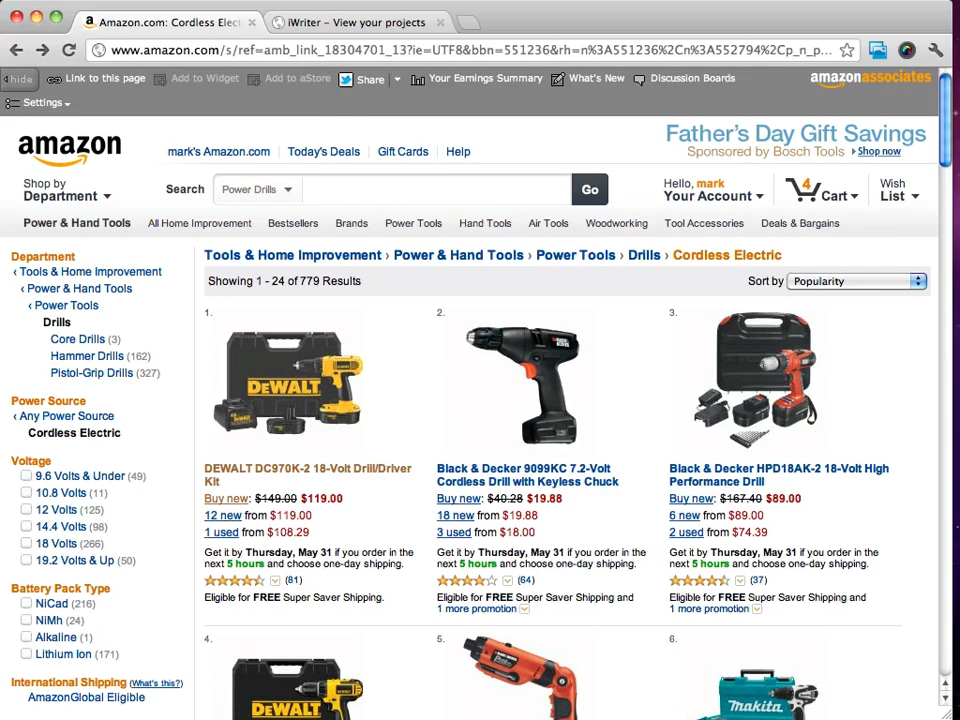 Amazon.com: Cordless Elect
iWriter – View your projects
www.amazon.com/s/ref=amb_link_18304701_13?ie=UTF8&bbn=551236&rh=n%3A551236%2Cn%3A552794%2Cp_n_p...
hide
Link to this page
Add to Widget
Add to aStore
Share
Your Earnings Summary
What's New
Discussion Boards
amazonassociates
Settings
amazon
mark's Amazon.com
Today's Deals
Gift Cards
Help
Father's Day Gift Savings
Sponsored by Bosch Tools Shop now
Shop by
Department
Search
Power Drills
Go
Hello, mark
Your Account
4
Cart
Wish
List
Power & Hand Tools
All Home Improvement
Bestsellers
Brands
Power Tools
Hand Tools
Air Tools
Woodworking
Tool Accessories
Deals & Bargains
Department
‹ Tools & Home Improvement
‹ Power & Hand Tools
‹ Power Tools
Drills
Core Drills (3)
Hammer Drills (162)
Pistol-Grip Drills (327)
Power Source
‹ Any Power Source
Cordless Electric
Voltage
9.6 Volts & Under (49)
10.8 Volts (11)
12 Volts (125)
14.4 Volts (98)
18 Volts (266)
19.2 Volts & Up (50)
Battery Pack Type
NiCad (216)
NiMh (24)
Alkaline (1)
Lithium Ion (171)
International Shipping (What's this?)
AmazonGlobal Eligible
Tools & Home Improvement › Power & Hand Tools › Power Tools › Drills › Cordless Electric
Showing 1 - 24 of 779 Results
Sort by
Popularity
1.
DEWALT
DEWALT DC970K-2 18-Volt Drill/Driver
Kit
Buy new: $149.00 $119.00
12 new from $119.00
1 used from $108.29
Get it by Thursday, May 31 if you order in the
next 5 hours and choose one-day shipping.
(81)
Eligible for FREE Super Saver Shipping.
2.
Black & Decker 9099KC 7.2-Volt
Cordless Drill with Keyless Chuck
Buy new: $40.28 $19.88
18 new from $19.88
3 used from $18.00
Get it by Thursday, May 31 if you order in the
next 5 hours and choose one-day shipping.
(64)
Eligible for FREE Super Saver Shipping and
1 more promotion
3.
Black & Decker HPD18AK-2 18-Volt High
Performance Drill
Buy new: $167.40 $89.00
6 new from $89.00
2 used from $74.39
Get it by Thursday, May 31 if you order in the
next 5 hours and choose one-day shipping.
(37)
Eligible for FREE Super Saver Shipping and
1 more promotion
4.
DEWALT
5.
6.
Makita